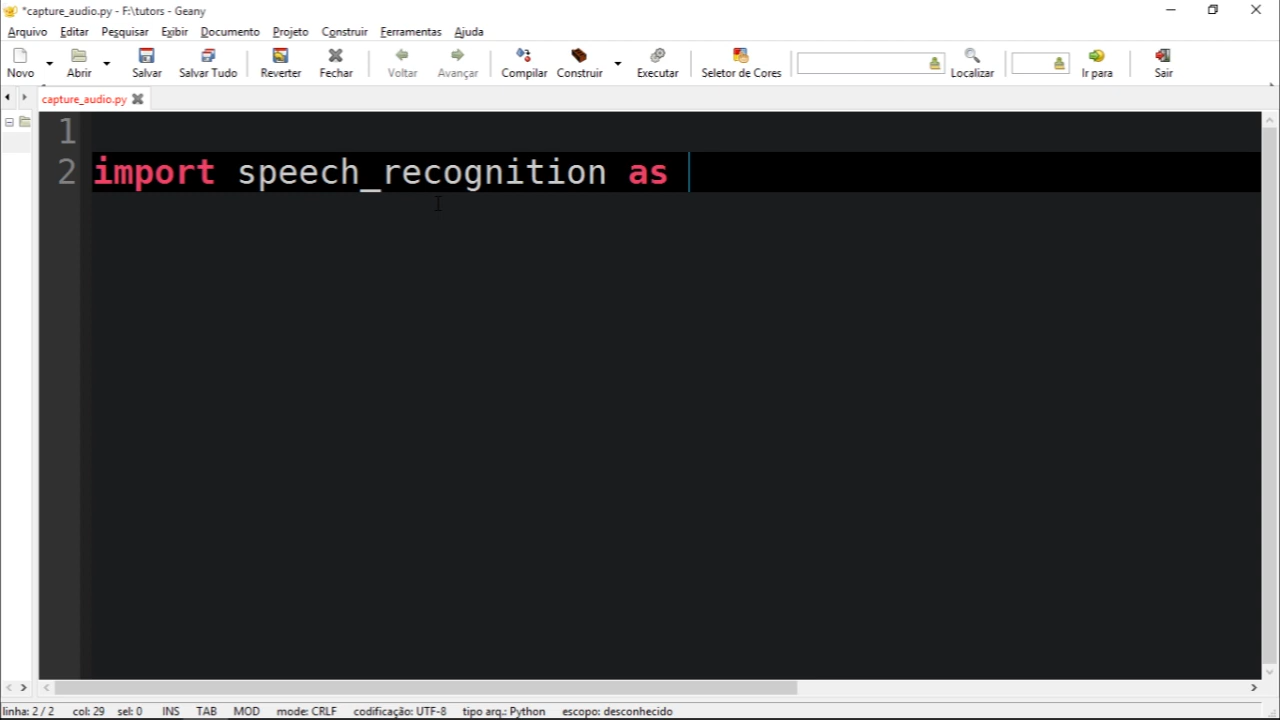 *capture_audio.py - F:\tutors - Geany
Arquivo Editar Pesquisar Exibir Documento Projeto Construir Ferramentas Ajuda
Novo Abrir Salvar Salvar Tudo Reverter Fechar Voltar Avançar Compilar Construir Executar Seletor de Cores Localizar Ir para Sair
capture_audio.py
1
2 import speech_recognition as
linha: 2 / 2 col: 29 sel: 0 INS TAB MOD mode: CRLF codificação: UTF-8 tipo arq.: Python escopo: desconhecido